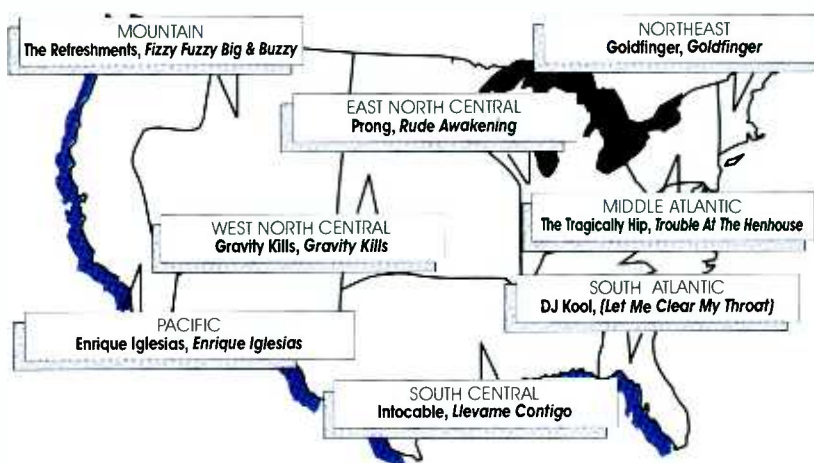 MOUNTAIN
The Refreshments, Fizzy Fuzzy Big & Buzzy
NORTHEAST
Goldfinger, Goldfinger
EAST NORTH CENTRAL
Prong, Rude Awakening
MIDDLE ATLANTIC
The Tragically Hip, Trouble At The Henhouse
WEST NORTH CENTRAL
Gravity Kills, Gravity Kills
SOUTH ATLANTIC
DJ Kool, (Let Me Clear My Throat)
PACIFIC
Enrique Iglesias, Enrique Iglesias
SOUTH CENTRAL
Intocable, Llevame Contigo